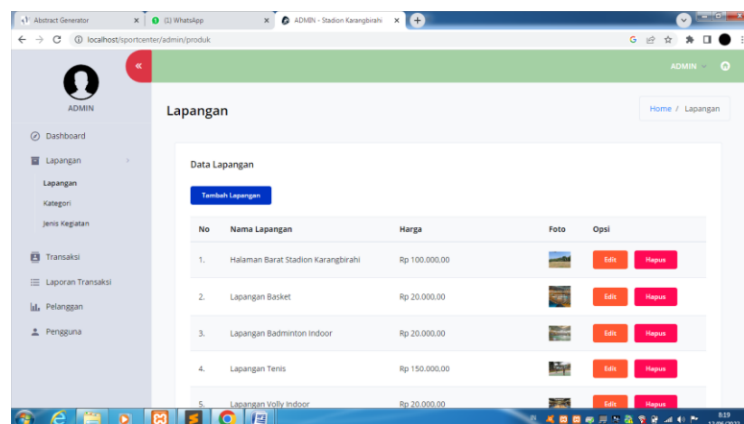 Abstract Generator
(1) WhatsApp
ADMIN - Stadion Karangbirahi
localhost/sportcenter/admin/produk
ADMIN
ADMIN
Lapangan
Home / Lapangan
Dashboard
Lapangan
Lapangan
Kategori
Jenis Kegiatan
Transaksi
Laporan Transaksi
Pelanggan
Pengguna
Data Lapangan
Tambah Lapangan
No Nama Lapangan Harga Foto Opsi
1. Halaman Barat Stadion Karangbirahi Rp 100.000,00 Edit Hapus
2. Lapangan Basket Rp 20.000,00 Edit Hapus
3. Lapangan Badminton Indoor Rp 20.000,00 Edit Hapus
4. Lapangan Tenis Rp 150.000,00 Edit Hapus
5. Lapangan Volly Indoor Rp 20.000,00 Edit Hapus
8:19